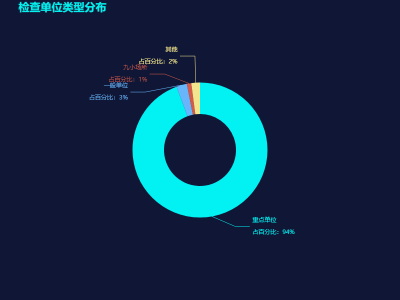 检查单位类型分布
其他
占百分比：2%
九小场所
占百分比：1%
一般单位
占百分比：3%
重点单位
占百分比：94%